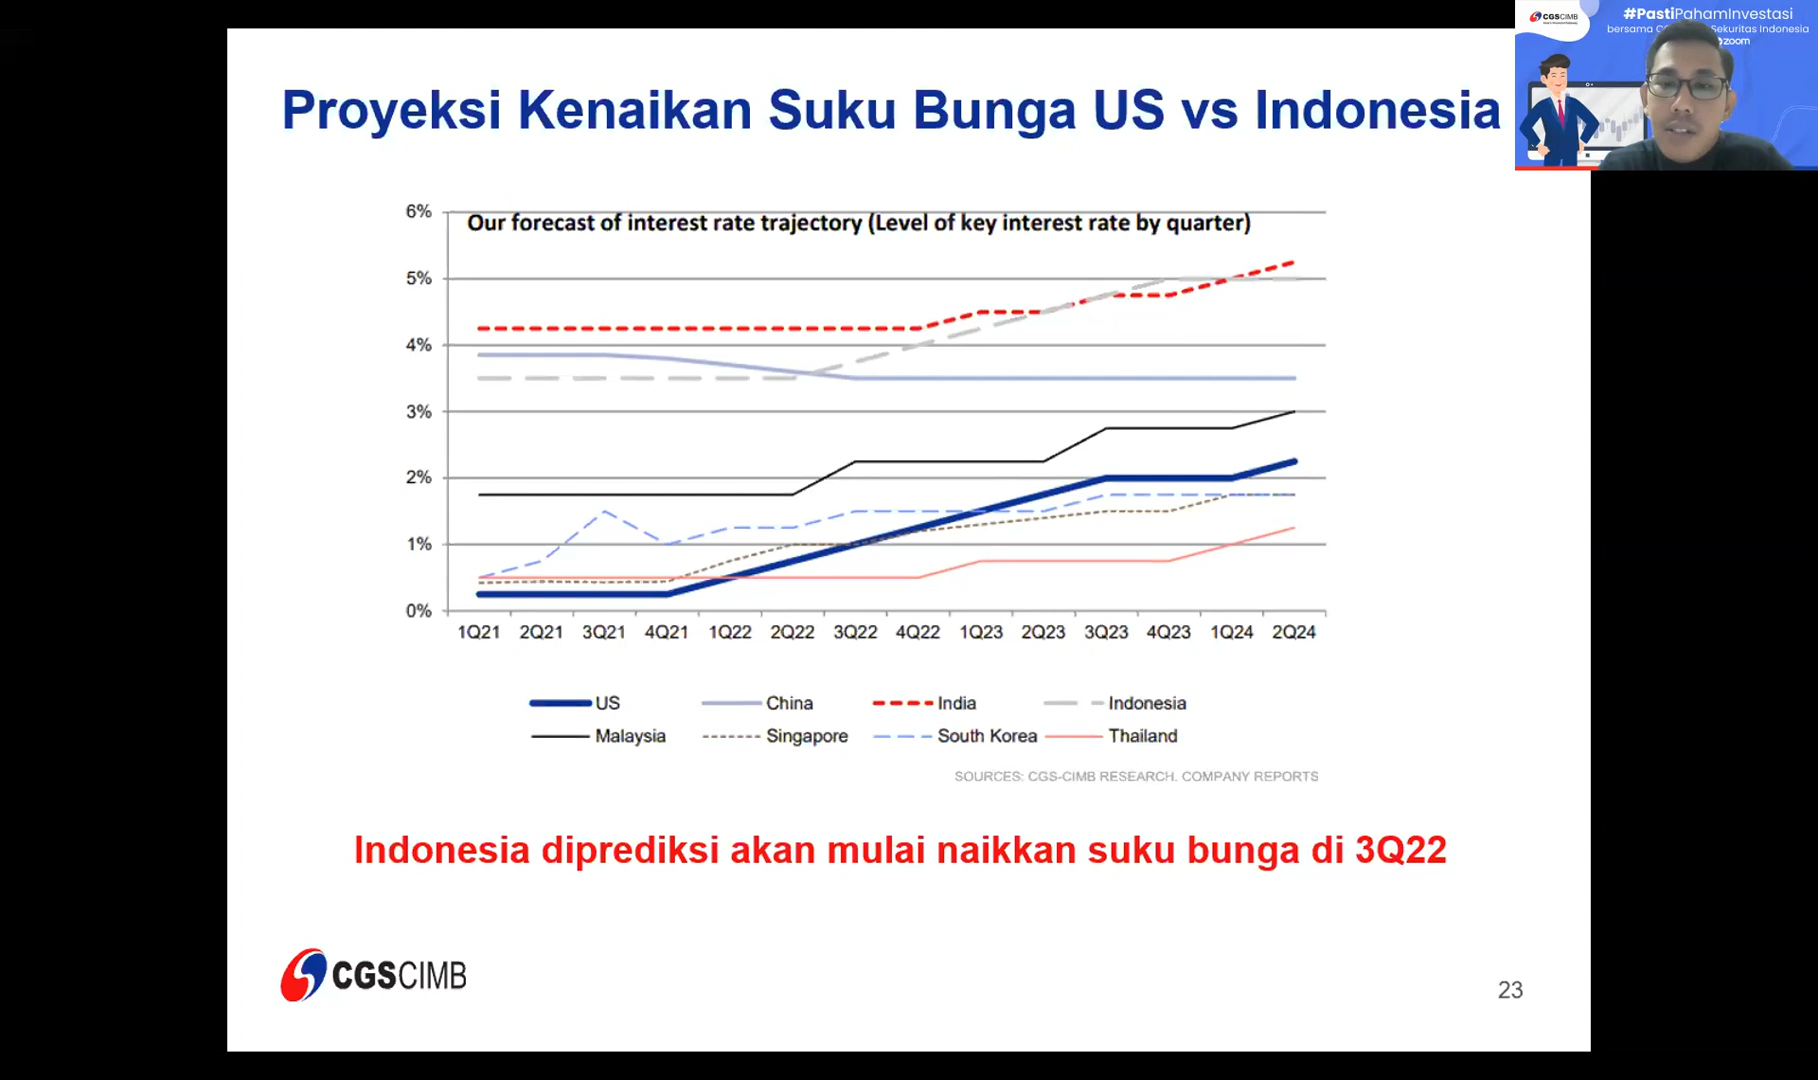 CGSCIMB
#PastiPahamInvestasi
bersama Sekuritas Indonesia
zoom
Proyeksi Kenaikan Suku Bunga US vs Indonesia
Our forecast of interest rate trajectory (Level of key interest rate by quarter)
6%
5%
4%
3%
2%
1%
0%
1Q21 2Q21 3Q21 4Q21 1Q22 2Q22 3Q22 4Q22 1Q23 2Q23 3Q23 4Q23 1Q24 2Q24
US China India Indonesia
Malaysia Singapore South Korea Thailand
SOURCES: CGS-CIMB RESEARCH. COMPANY REPORTS
Indonesia diprediksi akan mulai naikkan suku bunga di 3Q22
CGSCIMB
23